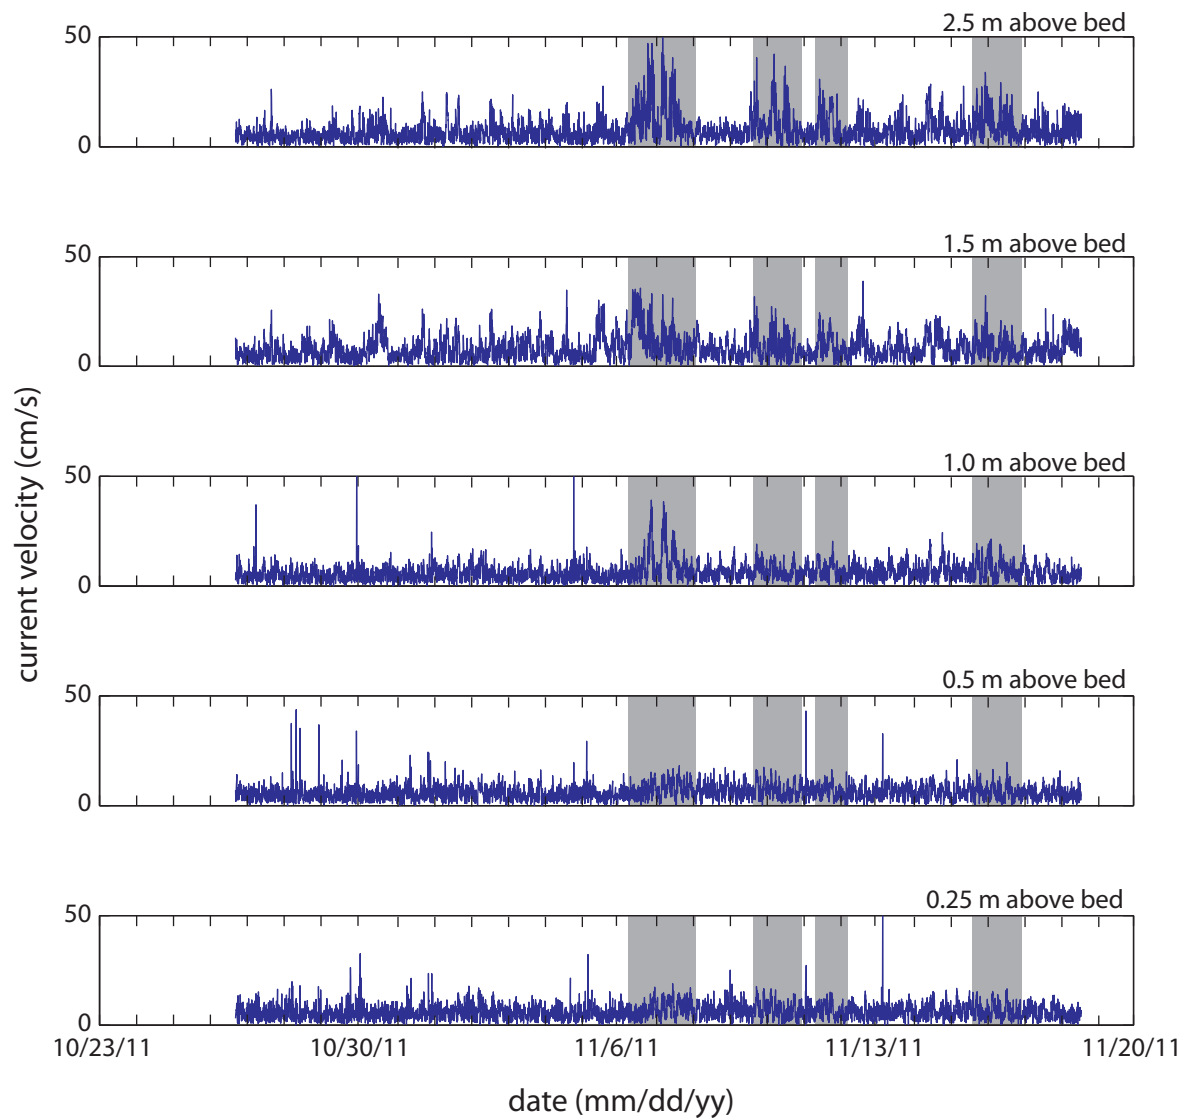 2.5 m above bed
50
0
1.5 m above bed
50
0
1.0 m above bed
50
0
0.5 m above bed
50
0
0.25 m above bed
50
0
current velocity (cm/s)
10/23/11 10/30/11 11/6/11 11/13/11 11/20/11
date (mm/dd/yy)